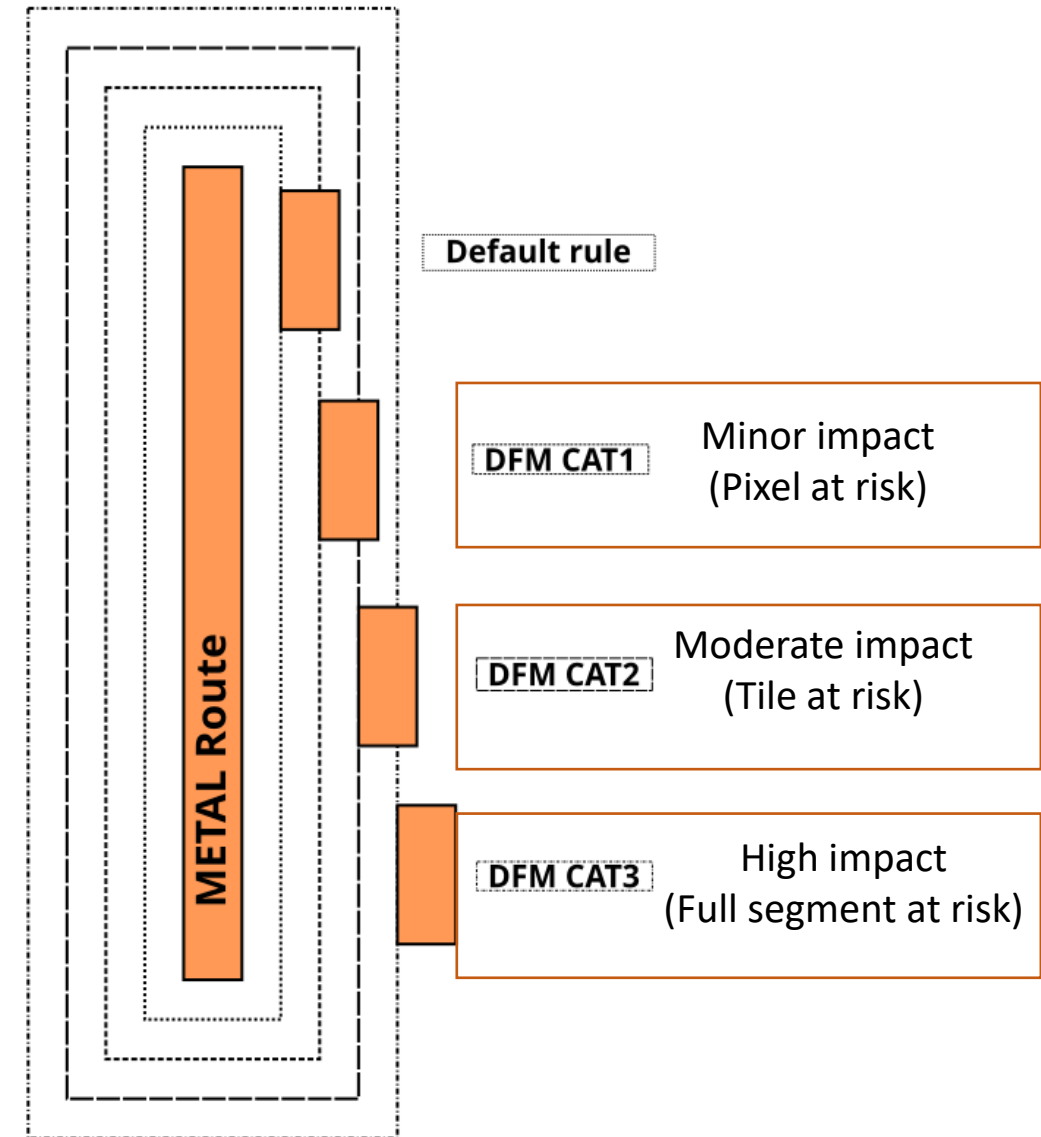 Default rule
DFM CAT1
Minor impact
(Pixel at risk)
DFM CAT2
Moderate impact
(Tile at risk)
METAL Route
DFM CAT3
High impact
(Full segment at risk)